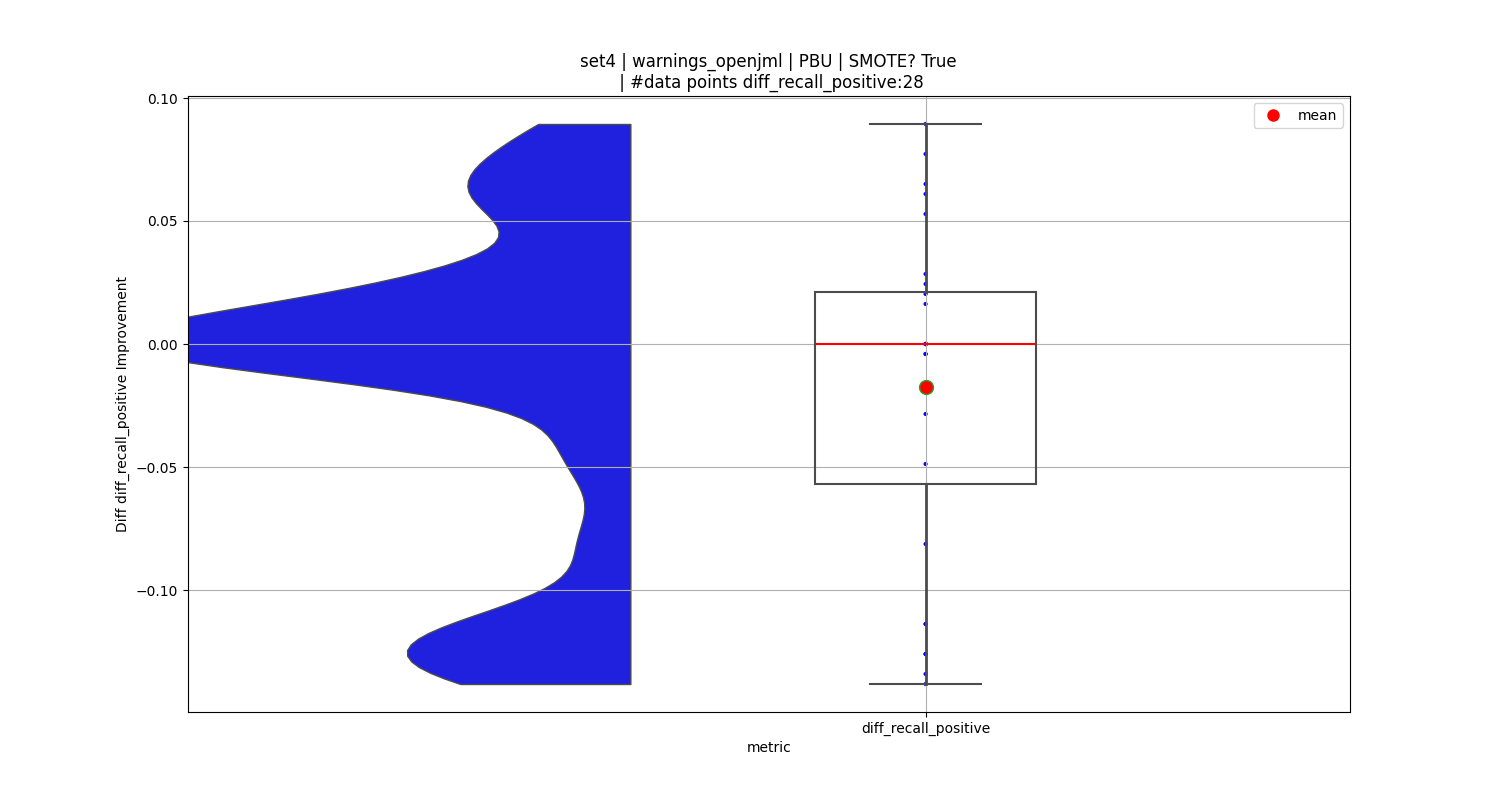 set4 | warnings_openjml | PBU | SMOTE? True
| #data points diff_recall_positive:28
mean
0.10
0.05
0.00
−0.05
−0.10
Diff diff_recall_positive Improvement
diff_recall_positive
metric